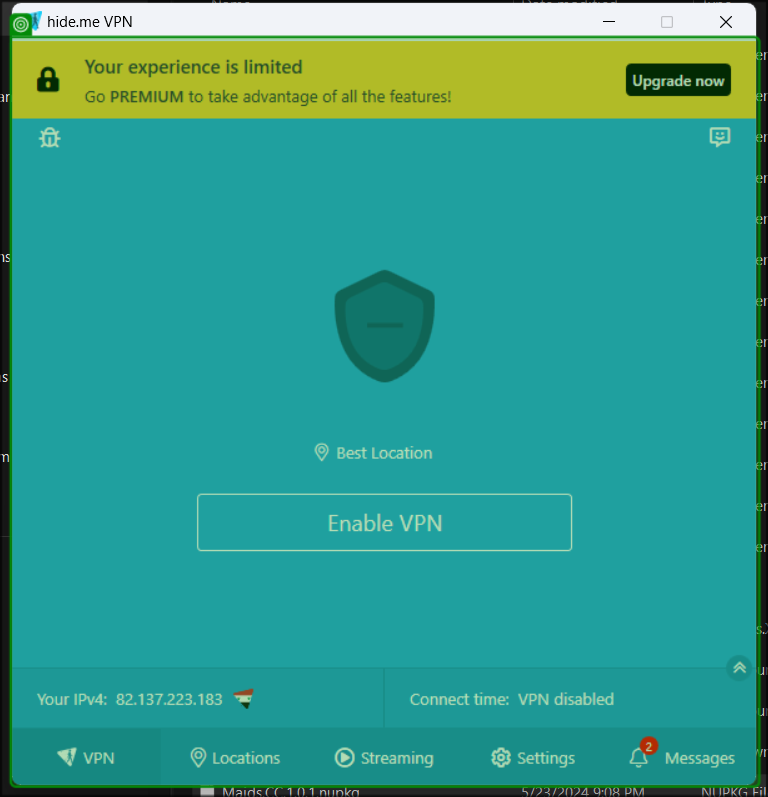 hide.me VPN
Your experience is limited
Go PREMIUM to take advantage of all the features!
Upgrade now
Best Location
Enable VPN
Your IPv4: 82.137.223.183
Connect time: VPN disabled
VPN
Locations
Streaming
Settings
2
Messages
Maids.CC.1.0.1.nupkg
5/23/2024 9:08 PM
NUPKG Fil